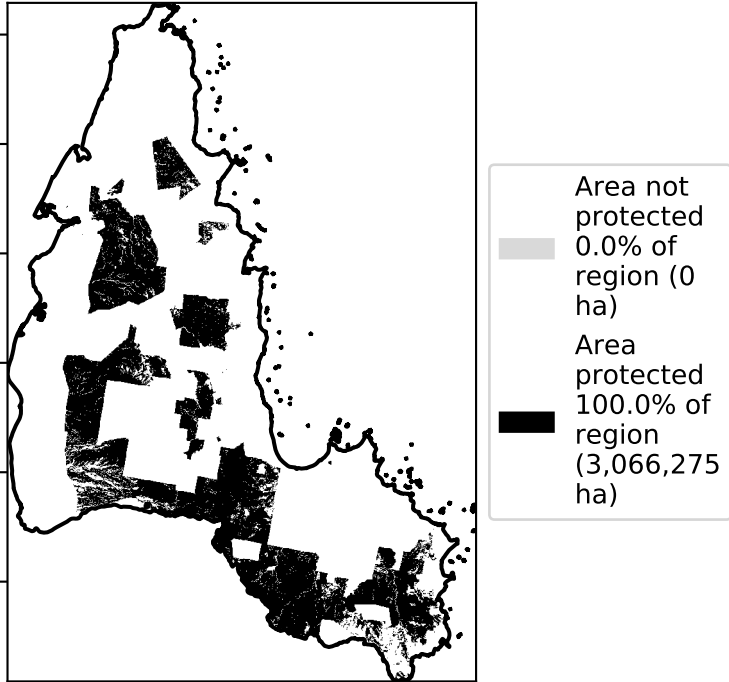 Area not
protected
0.0% of
region (0
ha)
Area
protected
100.0% of
region
(3,066,275
ha)